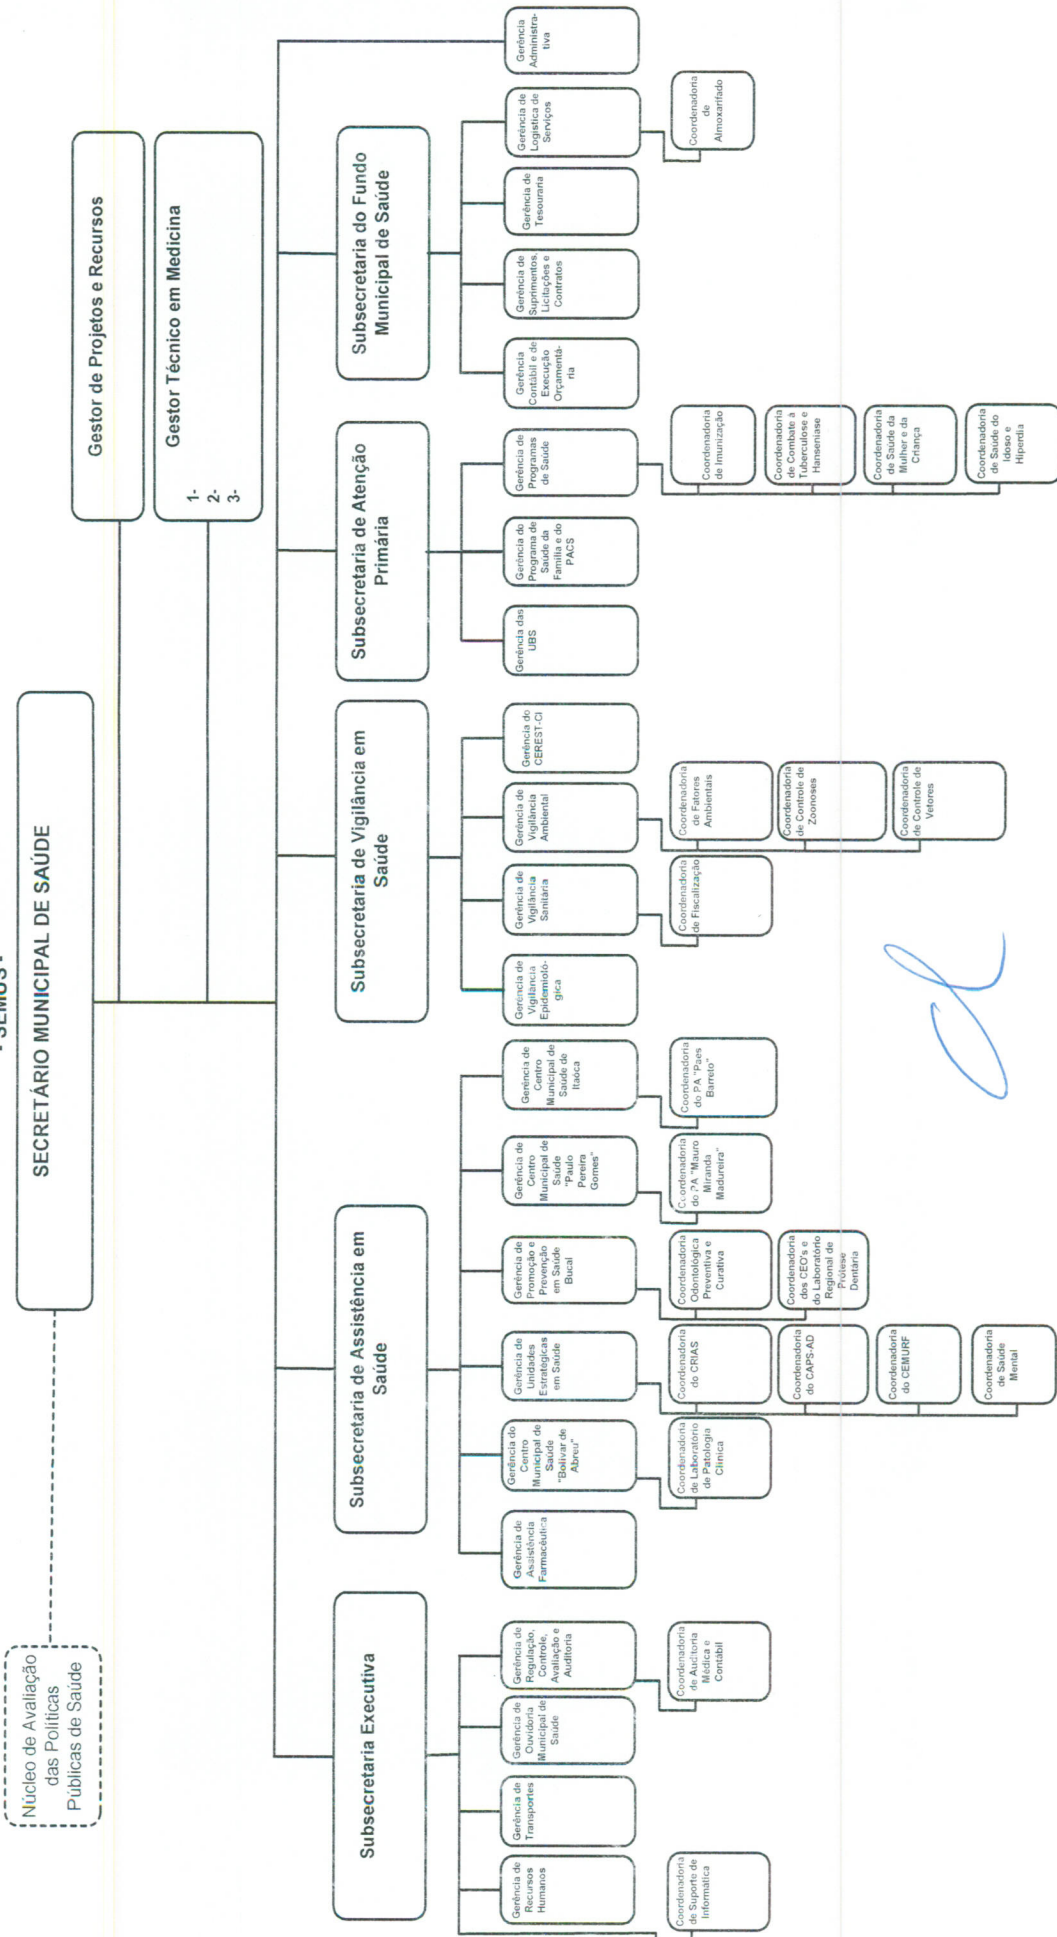 - SEMUS -
SECRETÁRIO MUNICIPAL DE SAÚDE
Núcleo de Avaliação
das Políticas
Públicas de Saúde
Gestor de Projetos e Recursos
Gestor Técnico em Medicina
1-
2-
3-
Subsecretaria Executiva
Subsecretaria de Assistência em
Saúde
Subsecretaria de Vigilância em
Saúde
Subsecretaria de Atenção
Primária
Subsecretaria do Fundo
Municipal de Saúde
Gerência de
Recursos
Humanos
Gerência de
Transportes
Gerência de
Ouvidoria
Municipal de
Saúde
Gerência de
Regulação,
Controle,
Avaliação e
Auditoria
Gerência de
Assistência
Farmacêutica
Gerência do
Centro
Municipal de
Saúde
"Bolivar de
Abreu"
Gerência de
Unidades
Estratégicas
em Saúde
Gerência de
Promoção e
Prevenção
em Saúde
Bucal
Gerência de
Centro
Municipal de
Saúde
"Paulo
Pereira
Gomes"
Gerência de
Centro
Municipal de
Saúde de
Itaóca
Gerência de
Vigilância
Epidemioló-
gica
Gerência de
Vigilância
Sanitária
Gerência de
Vigilância
Ambiental
Gerência do
CEREST-CI
Gerência das
UBS
Gerência do
Programa de
Saúde da
Família e do
PACS
Gerência de
Programas
de Saúde
Gerência
Contábil e de
Execução
Orçamentá-
ria
Gerência de
Suprimentos,
Licitações e
Contratos
Gerência de
Tesouraria
Gerência de
Logística de
Serviços
Gerência
Administra-
tiva
Coordenadoria
de Suporte de
Informática
Coordenadoria
de Auditoria
Médica e
Contábil
Coordenadoria
de Laboratório
de Patologia
Clínica
Coordenadoria
do CRIAS
Coordenadoria
do CAPS-AD
Coordenadoria
do CEMURF
Coordenadoria
de Saúde
Mental
Coordenadoria
Odontológica
Preventiva e
Curativa
Coordenadoria
dos CEO's e
do Laboratório
Regional de
Prótese
Dentária
Coordenadoria
do PA "Mauro
Miranda
Madureira"
Coordenadoria
do PA "Paes
Barreto"
Coordenadoria
de Fiscalização
Coordenadoria
de Fatores
Ambientais
Coordenadoria
de Controle de
Zoonoses
Coordenadoria
de Controle de
Vetores
Coordenadoria
de Imunização
Coordenadoria
de Combate à
Tuberculose e
Hanseníase
Coordenadoria
de Saúde da
Mulher e da
Criança
Coordenadoria
de Saúde do
Idoso e
Hiperdia
Coordenadoria
de
Almoxarifado